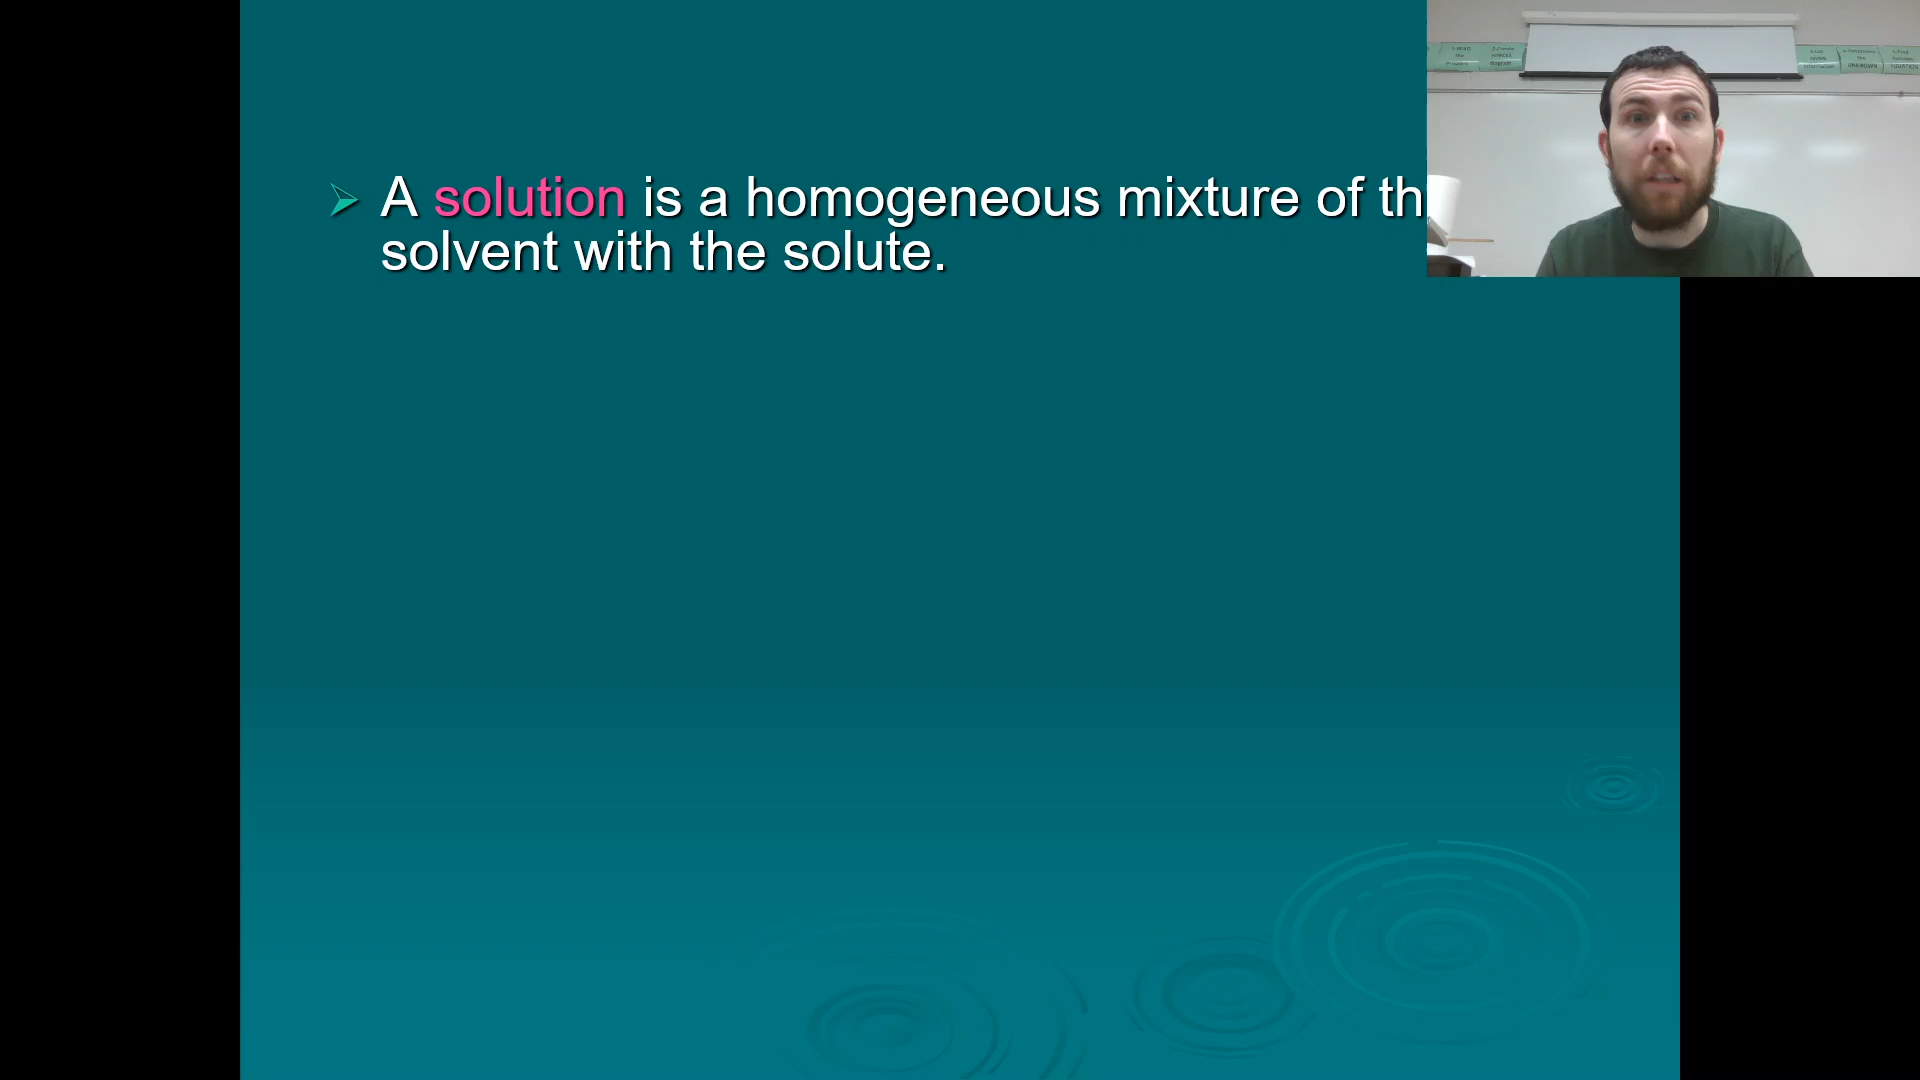 A solution is a homogeneous mixture of th
solvent with the solute.